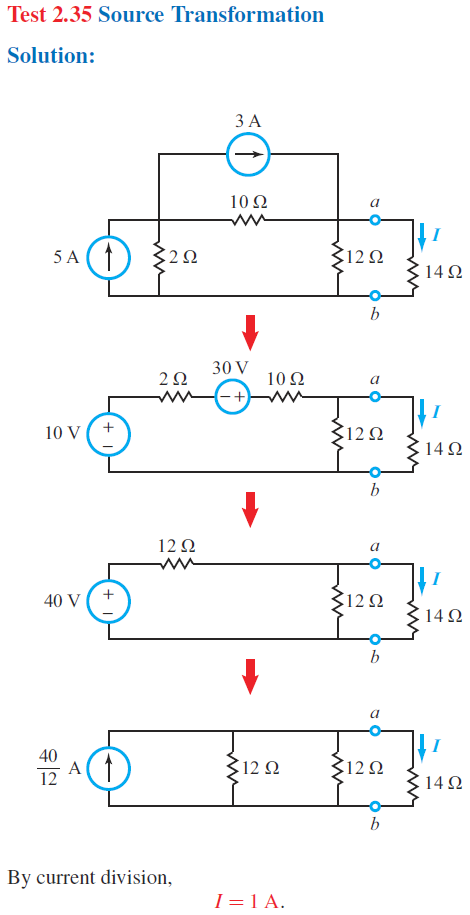 Test 2.35 Source Transformation
Solution:
3 A
10 Ω
a
I
5 A
2 Ω
12 Ω
14 Ω
b
30 V
2 Ω
10 Ω
a
− +
I
10 V
+
−
12 Ω
14 Ω
b
12 Ω
a
I
40 V
+
−
12 Ω
14 Ω
b
a
I
40
12
A
12 Ω
12 Ω
14 Ω
b
By current division,
I = 1 A.